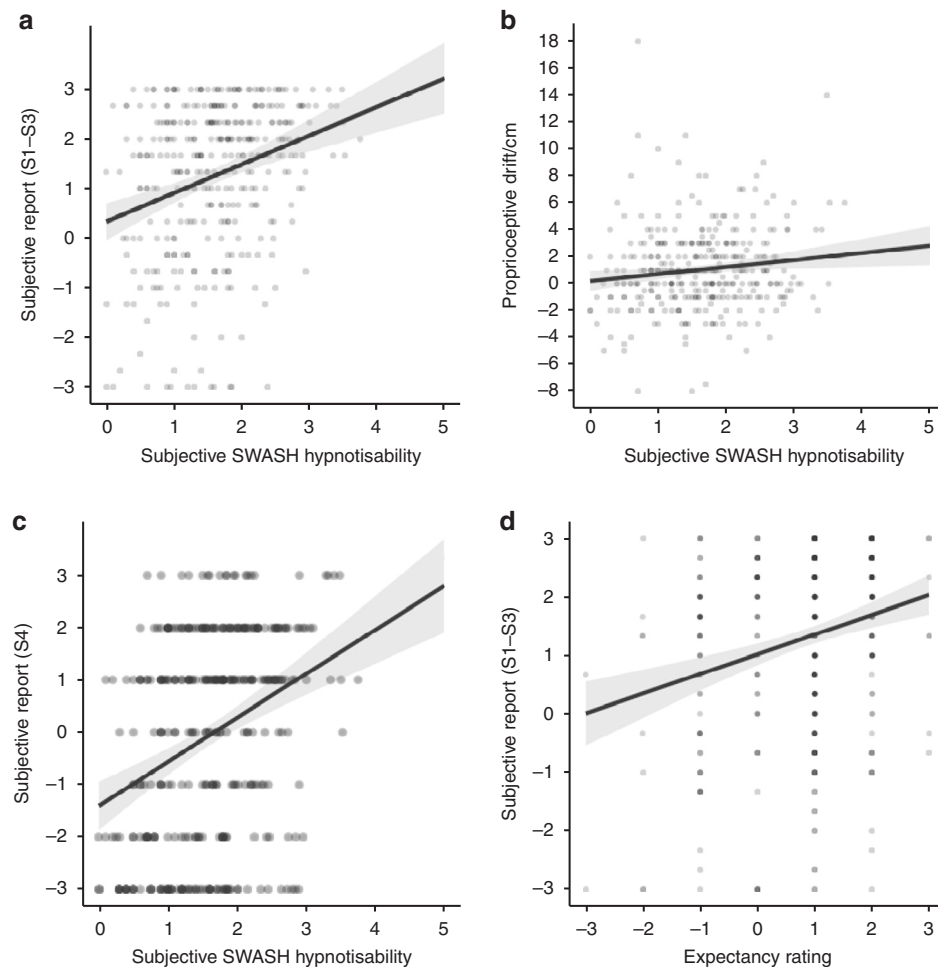 a
Subjective report (S1–S3)
3
2
1
0
–1
–2
–3
0 1 2 3 4 5
Subjective SWASH hypnotisability
b
Proprioceptive drift/cm
18
16
14
12
10
8
6
4
2
0
–2
–4
–6
–8
0 1 2 3 4 5
Subjective SWASH hypnotisability
c
Subjective report (S4)
3
2
1
0
–1
–2
–3
0 1 2 3 4 5
Subjective SWASH hypnotisability
d
Subjective report (S1–S3)
3
2
1
0
–1
–2
–3
–3 –2 –1 0 1 2 3
Expectancy rating